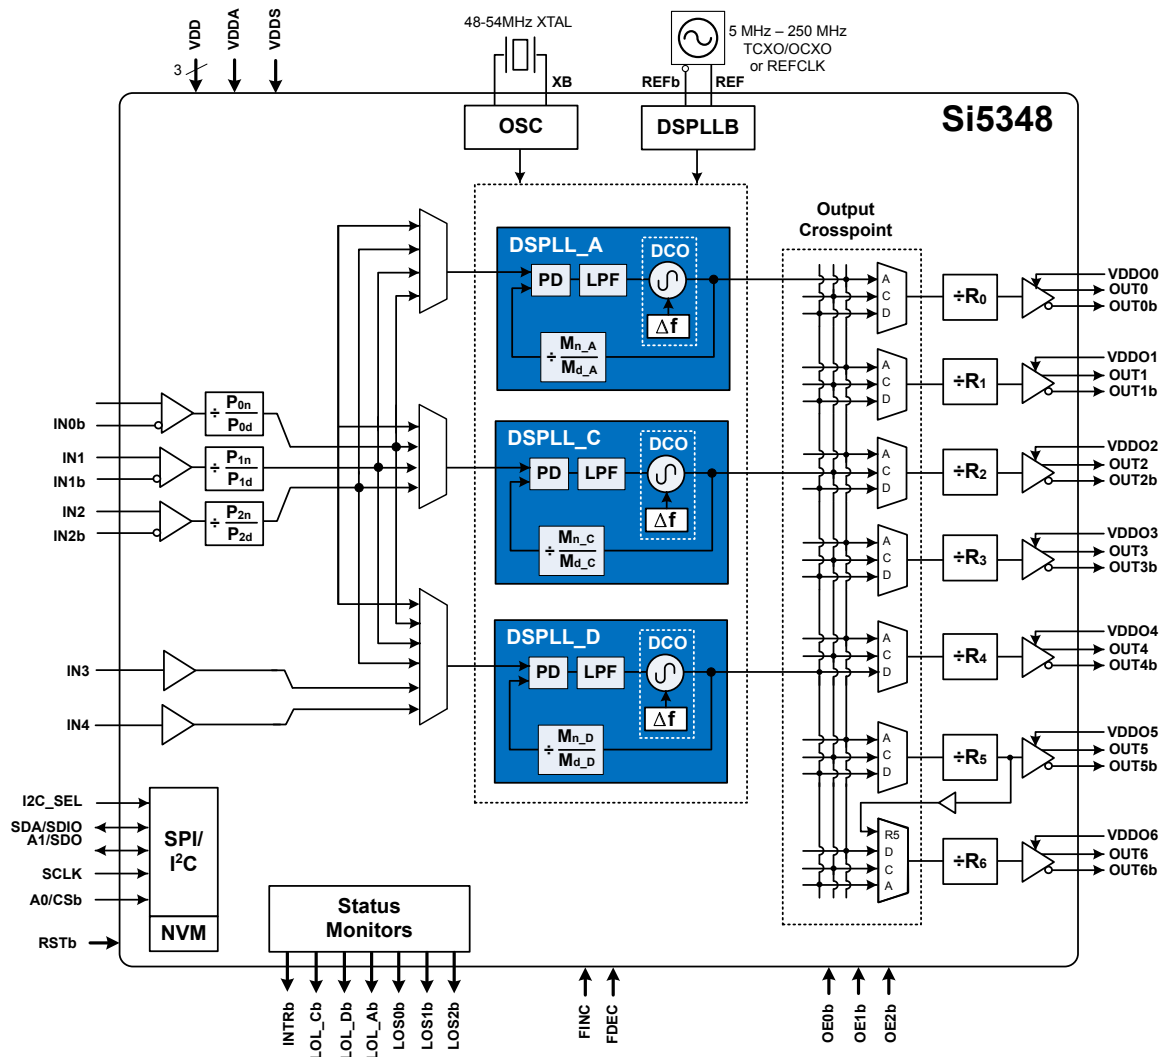 48-54MHz XTAL
5 MHz – 250 MHz
TCXO/OCXO
or REFCLK
VDD
VDDA
VDDS
3
XB
REFb
REF
OSC
DSPLLB
Si5348
Output
Crosspoint
DSPLL_A
DCO
PD
LPF
Δf
÷ Mn_A
Md_A
A
C
D
÷R0
VDDO0
OUT0
OUT0b
A
C
D
÷R1
VDDO1
OUT1
OUT1b
IN0b
÷ P0n
P0d
IN1
IN1b
÷ P1n
P1d
IN2
IN2b
÷ P2n
P2d
DSPLL_C
DCO
PD
LPF
Δf
÷ Mn_C
Md_C
A
C
D
÷R2
VDDO2
OUT2
OUT2b
A
C
D
÷R3
VDDO3
OUT3
OUT3b
IN3
IN4
DSPLL_D
DCO
PD
LPF
Δf
÷ Mn_D
Md_D
A
C
D
÷R4
VDDO4
OUT4
OUT4b
A
C
D
÷R5
VDDO5
OUT5
OUT5b
R5
D
C
A
÷R6
VDDO6
OUT6
OUT6b
I2C_SEL
SDA/SDIO
A1/SDO
SCLK
A0/CSb
RSTb
SPI/
I2C
NVM
Status
Monitors
INTRb
LOL_Cb
LOL_Db
LOL_Ab
LOS0b
LOS1b
LOS2b
FINC
FDEC
OE0b
OE1b
OE2b